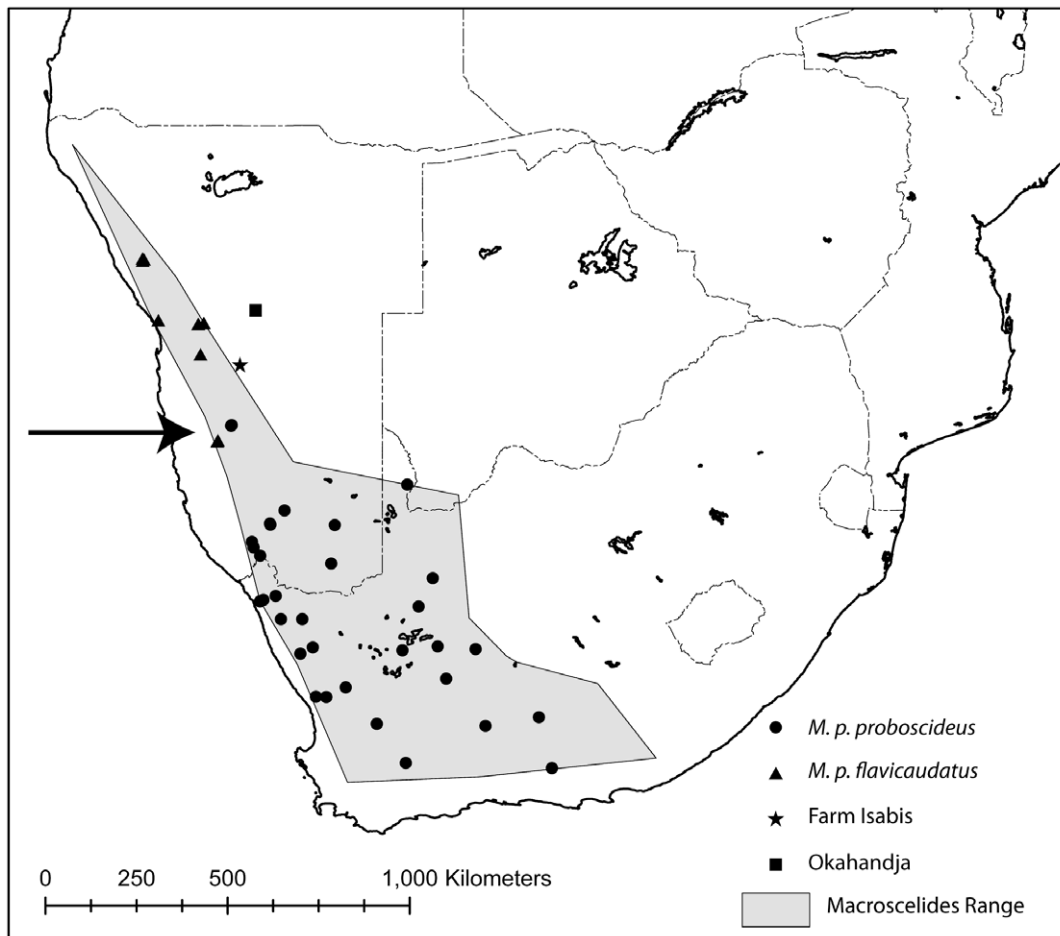 M. p. proboscideus
M. p. flavicaudatus
Farm Isabis
Okahandja
Macroscelides Range
0 250 500 1,000 Kilometers